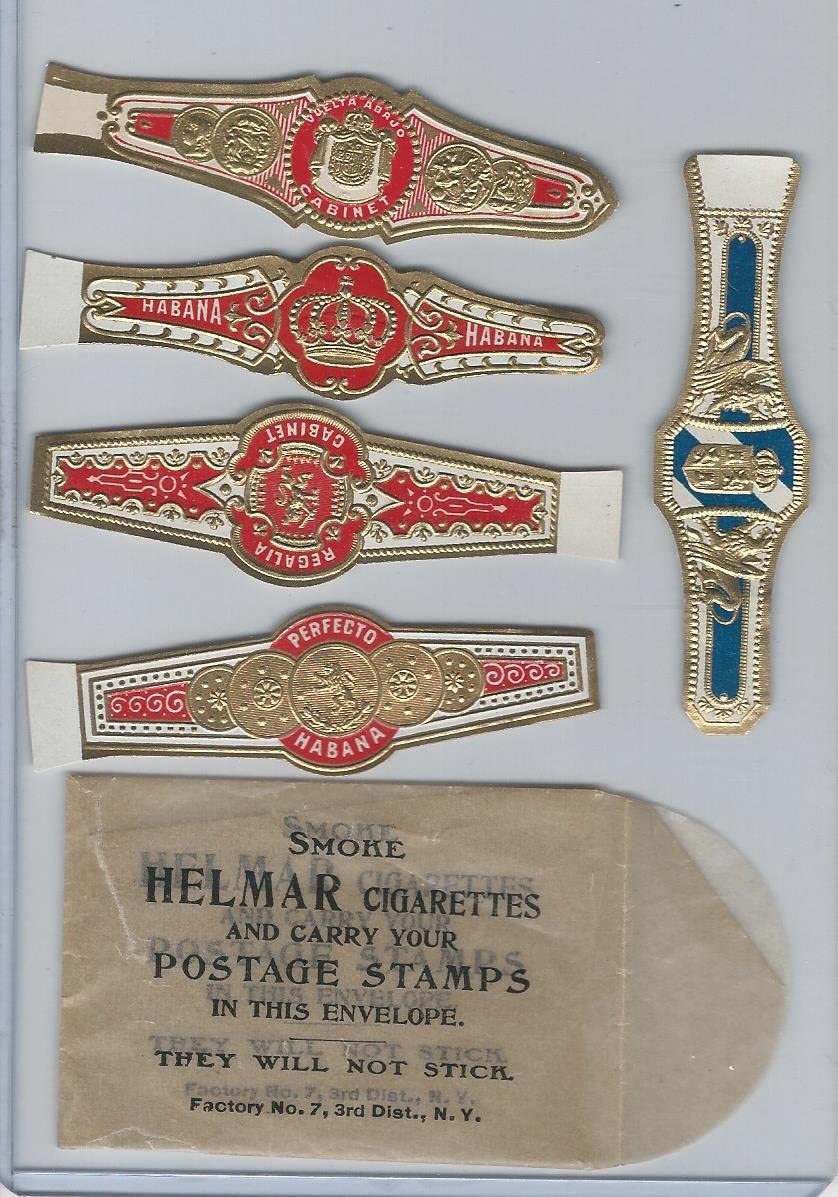 VUELTA ABAJO
CABINET
HABANA
HABANA
CABINET
REGALIA
PERFECTO
HABANA
SMOKE
HELMAR CIGARETTES
AND CARRY YOUR
POSTAGE STAMPS
IN THIS ENVELOPE.
THEY WILL NOT STICK.
Factory No. 7, 3rd Dist., N. Y.